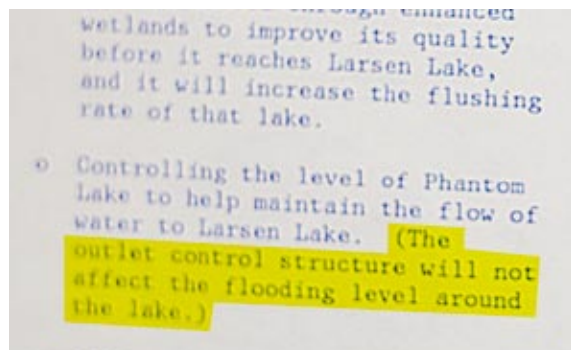 through enhanced
wetlands to improve its quality
before it reaches Larsen Lake,
and it will increase the flushing
rate of that lake.
o Controlling the level of Phantom
Lake to help maintain the flow of
water to Larsen Lake. (The
outlet control structure will not
affect the flooding level around
the lake.)